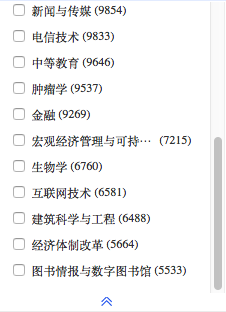 新闻与传媒 (9854)
电信技术 (9833)
中等教育 (9646)
肿瘤学 (9537)
金融 (9269)
宏观经济管理与可持… (7215)
生物学 (6760)
互联网技术 (6581)
建筑科学与工程 (6488)
经济体制改革 (5664)
图书情报与数字图书馆 (5533)